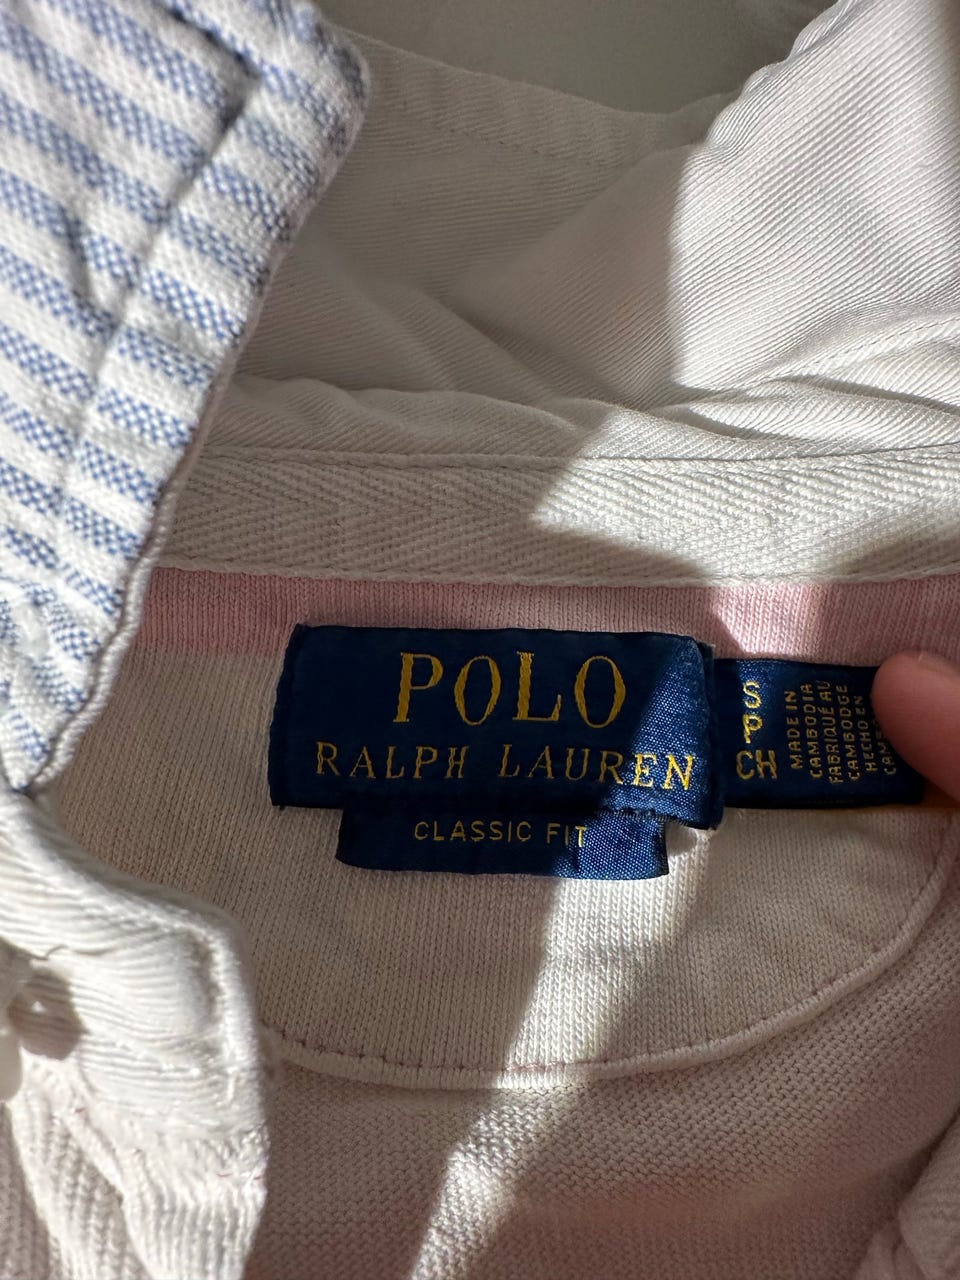 POLO
RALPH LAUREN
CLASSIC FIT
S
P
CH
MADE IN
CAMBODIA
FABRIQUÉ AU
CAMBODGE
HECHO EN